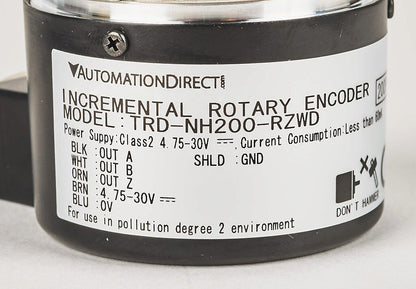 AUTOMATIONDIRECT
INCREMENTAL ROTARY ENCODER 200
MODEL:TRD-NH200-RZWD
Power Suppy:Class2 4.75-30V⎓. Current Consumption:Less than
BLK :OUT A SHLD :GND
WHT :OUT B
ORN :OUT Z
BRN :4.75-30V⎓
BLU :0V
For use in pollution degree 2 environment
DON'T HAMMER